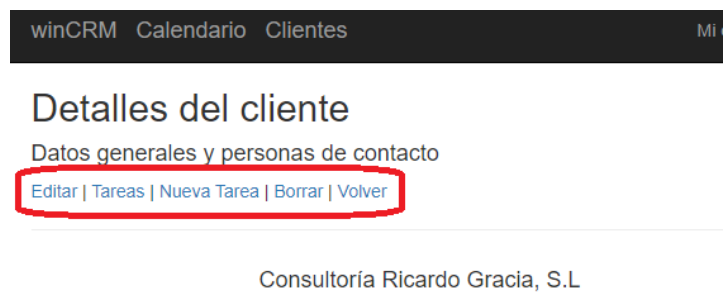 winCRM Calendario Clientes Mi
Detalles del cliente
Datos generales y personas de contacto
Editar | Tareas | Nueva Tarea | Borrar | Volver
Consultoría Ricardo Gracia, S.L